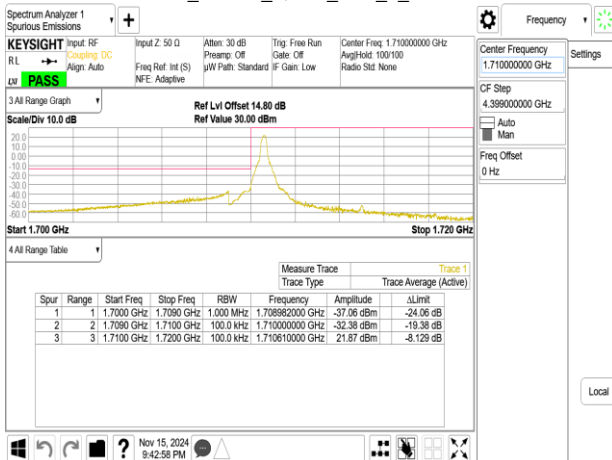 Spectrum Analyzer 1
Spurious Emissions
Frequency
KEYSIGHT Input: RF Input Z: 50 Ω Atten: 30 dB Trig: Free Run Center Freq: 1.710000000 GHz
RL Coupling: DC Preamp: Off Gate: Off Avg|Hold: 100/100
Align: Auto Freq Ref: Int (S) µW Path: Standard IF Gain: Low Radio Std: None
NFE: Adaptive
PASS
Center Frequency
1.710000000 GHz
Settings
CF Step
4.399000000 GHz
Auto
Man
Freq Offset
0 Hz
3 All Range Graph
Ref Lvl Offset 14.80 dB
Scale/Div 10.0 dB Ref Value 30.00 dBm
20.0
10.0
0.00
-10.0
-20.0
-30.0
-40.0
-50.0
-60.0
Start 1.700 GHz Stop 1.720 GHz
4 All Range Table
Measure Trace Trace 1
Trace Type Trace Average (Active)
Spur Range Start Freq Stop Freq RBW Frequency Amplitude ΔLimit
1 1 1.7000 GHz 1.7090 GHz 1.000 MHz 1.708982000 GHz -37.06 dBm -24.06 dB
2 2 1.7090 GHz 1.7100 GHz 100.0 kHz 1.710000000 GHz -32.38 dBm -19.38 dB
3 3 1.7100 GHz 1.7200 GHz 100.0 kHz 1.710610000 GHz 21.87 dBm -8.129 dB
Local
Nov 15, 2024
9:42:58 PM